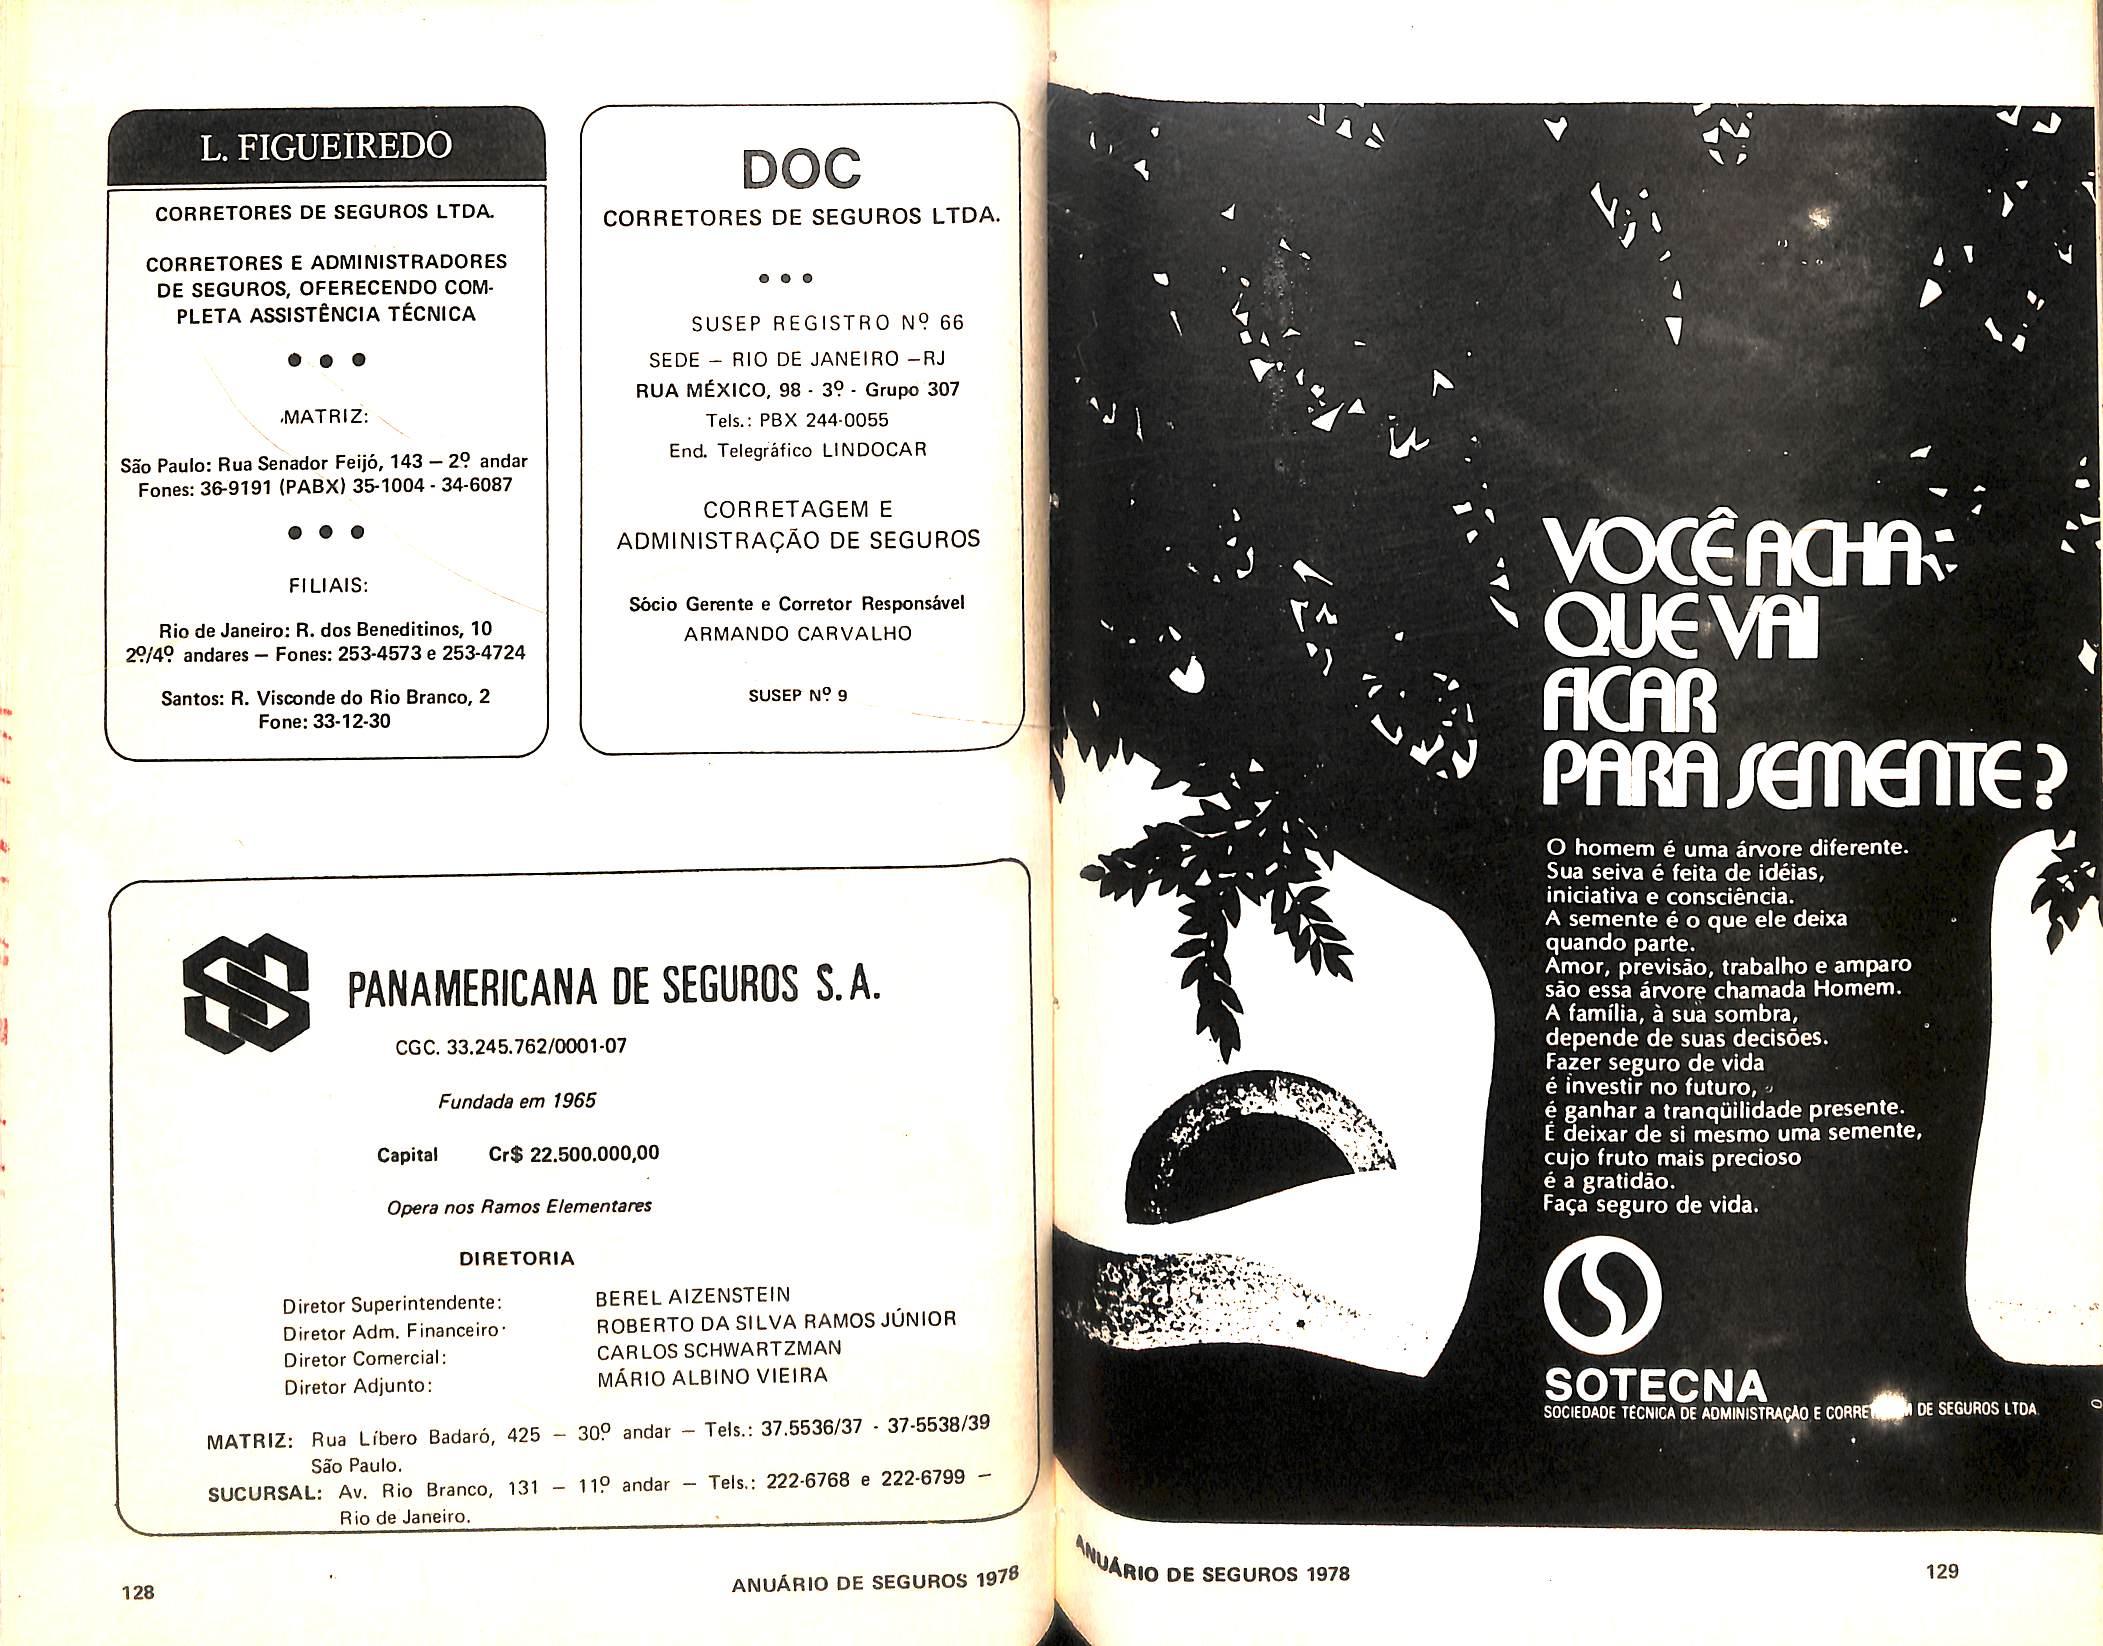 L. FIGUEIREDO
CORRETORES DE SEGUROS LTDA.
CORRETORES E ADMINISTRADORES
DE SEGUROS, OFERECENDO COM-
PLETA ASSISTÊNCIA TÉCNICA
● ● ●
MATRIZ:
São Paulo: Rua Senador Feijó, 143 – 2º andar
Fones: 36-9191 (PABX) 35-1004 - 34-6087
● ● ●
FILIAIS:
Rio de Janeiro: R. dos Beneditinos, 10
2º/4º andares – Fones: 253-4573 e 253-4724
Santos: R. Visconde do Rio Branco, 2
Fone: 33-12-30
DOC
CORRETORES DE SEGUROS LTDA.
● ● ●
SUSEP REGISTRO Nº 66
SEDE – RIO DE JANEIRO –RJ
RUA MÉXICO, 98 - 3º - Grupo 307
Tels.: PBX 244-0055
End. Telegráfico LINDOCAR
CORRETAGEM E
ADMINISTRAÇÃO DE SEGUROS
Sócio Gerente e Corretor Responsável
ARMANDO CARVALHO
SUSEP Nº 9
PANAMERICANA DE SEGUROS S.A.
CGC. 33.245.762/0001-07
Fundada em 1965
Capital Cr$ 22.500.000,00
Opera nos Ramos Elementares
DIRETORIA
Diretor Superintendente: BEREL AIZENSTEIN
Diretor Adm. Financeiro: ROBERTO DA SILVA RAMOS JÚNIOR
Diretor Comercial: CARLOS SCHWARTZMAN
Diretor Adjunto: MÁRIO ALBINO VIEIRA
MATRIZ: Rua Líbero Badaró, 425 – 30º andar – Tels.: 37.5536/37 - 37-5538/39
São Paulo.
SUCURSAL: Av. Rio Branco, 131 – 11º andar – Tels.: 222-6768 e 222-6799 –
Rio de Janeiro.
128
ANUÁRIO DE SEGUROS 1978
VOCÊ ACHA
QUE VAI
FICAR
PARA SEMENTE?
O homem é uma árvore diferente.
Sua seiva é feita de idéias,
iniciativa e consciência.
A semente é o que ele deixa
quando parte.
Amor, previsão, trabalho e amparo
são essa árvore chamada Homem.
A família, à sua sombra,
depende de suas decisões.
Fazer seguro de vida
é investir no futuro,
é ganhar a tranqüilidade presente.
É deixar de si mesmo uma semente,
cujo fruto mais precioso
é a gratidão.
Faça seguro de vida.
SOTECNA
SOCIEDADE TÉCNICA DE ADMINISTRAÇÃO E DE SEGUROS LTDA
ANUÁRIO DE SEGUROS 1978
129